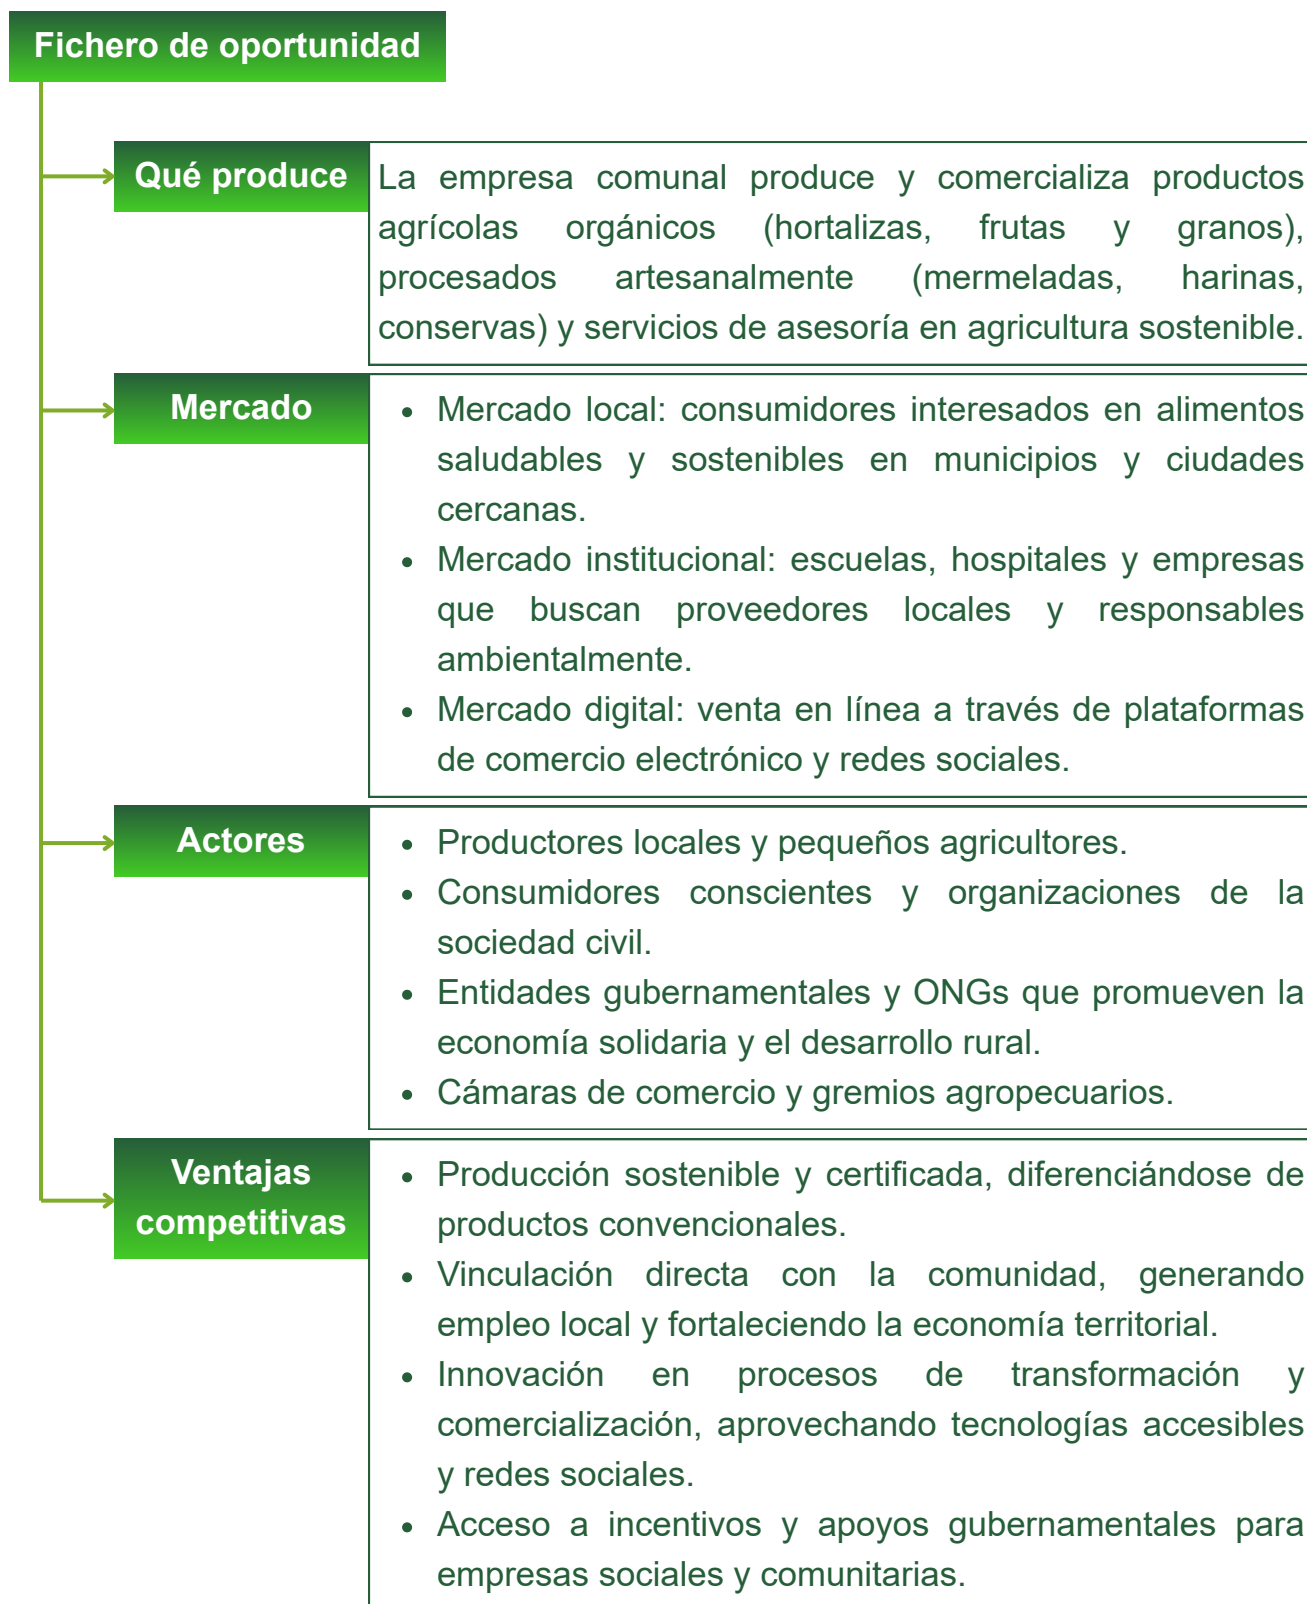 Fichero de oportunidad
Qué produce
La empresa comunal produce y comercializa productos
agrícolas orgánicos (hortalizas, frutas y granos),
procesados artesanalmente (mermeladas, harinas,
conservas) y servicios de asesoría en agricultura sostenible.
Mercado
• Mercado local: consumidores interesados en alimentos
saludables y sostenibles en municipios y ciudades
cercanas.
• Mercado institucional: escuelas, hospitales y empresas
que buscan proveedores locales y responsables
ambientalmente.
• Mercado digital: venta en línea a través de plataformas
de comercio electrónico y redes sociales.
Actores
• Productores locales y pequeños agricultores.
• Consumidores conscientes y organizaciones de la
sociedad civil.
• Entidades gubernamentales y ONGs que promueven la
economía solidaria y el desarrollo rural.
• Cámaras de comercio y gremios agropecuarios.
Ventajas
competitivas
• Producción sostenible y certificada, diferenciándose de
productos convencionales.
• Vinculación directa con la comunidad, generando
empleo local y fortaleciendo la economía territorial.
• Innovación en procesos de transformación y
comercialización, aprovechando tecnologías accesibles
y redes sociales.
• Acceso a incentivos y apoyos gubernamentales para
empresas sociales y comunitarias.